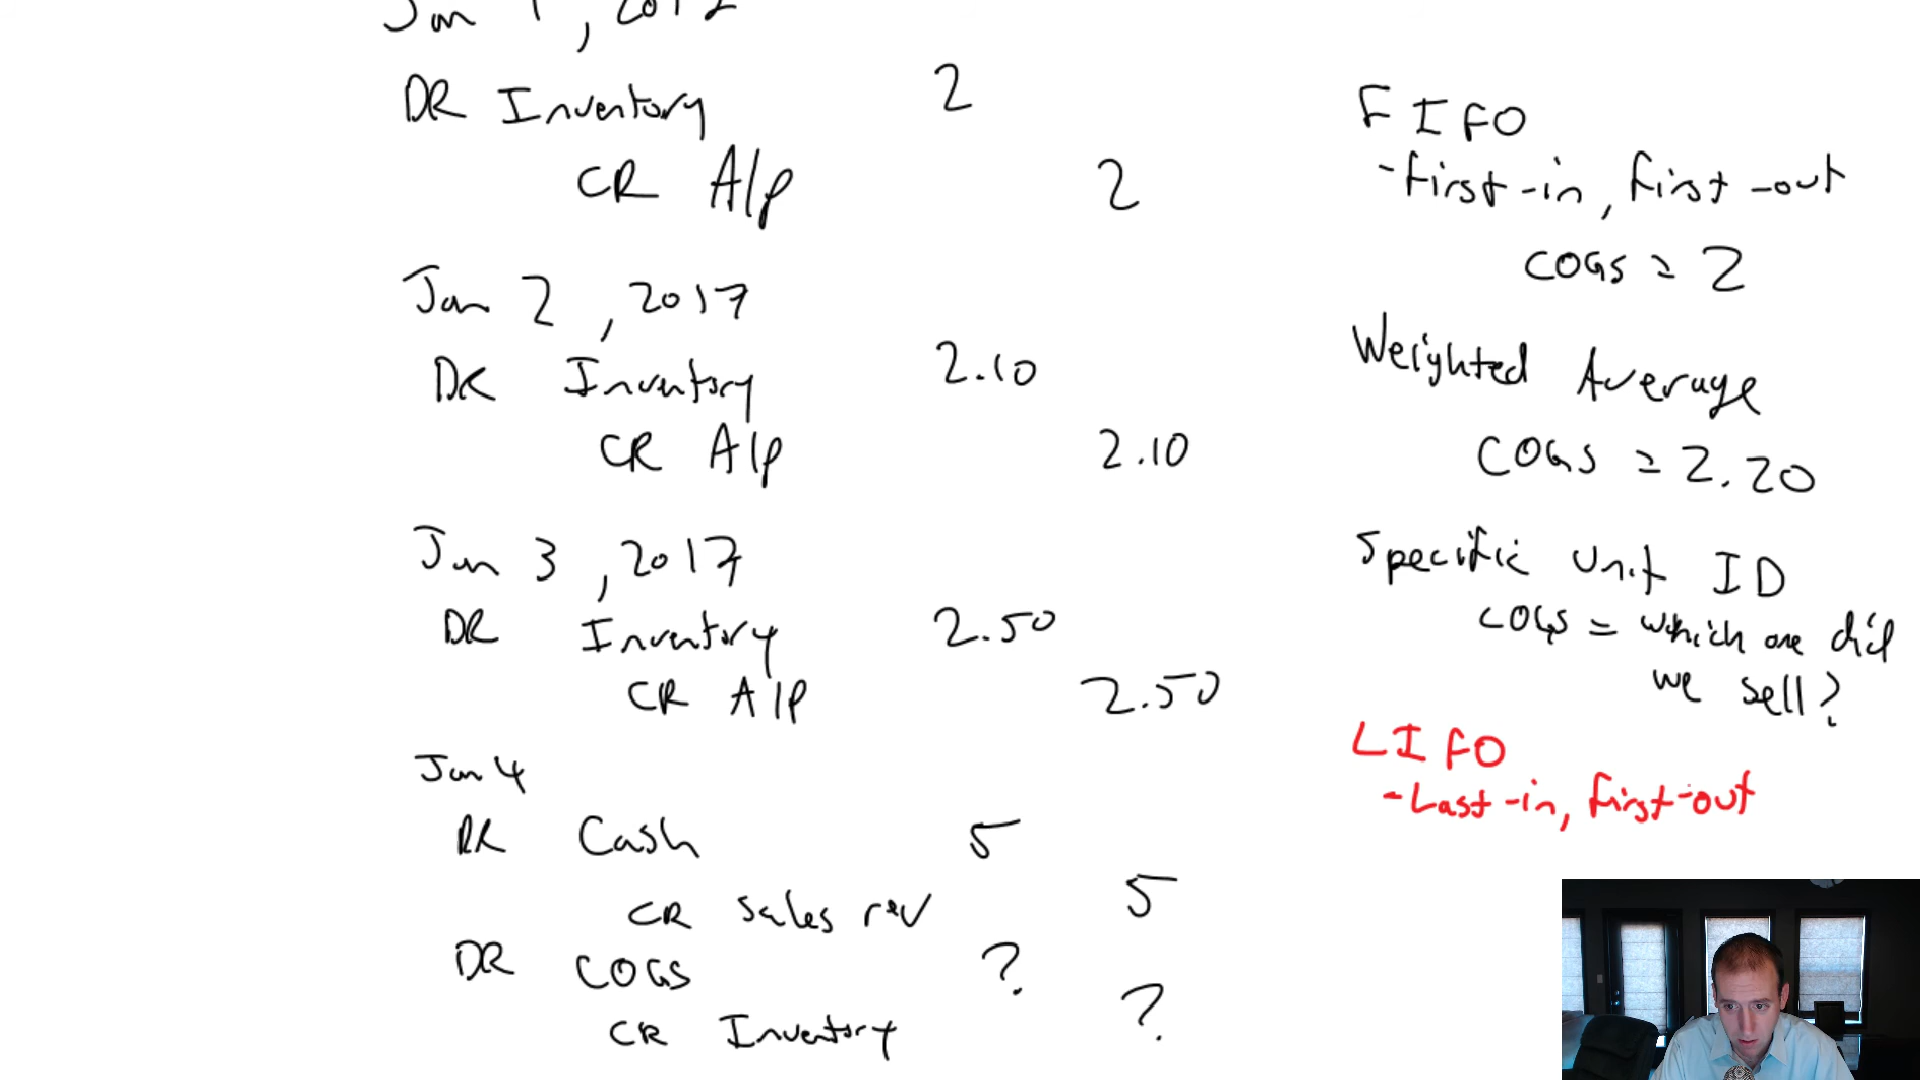 Jan 1, 2017
DR Inventory 2
CR A/p 2
Jan 2, 2017
DR Inventory 2.10
CR A/p 2.10
Jan 3, 2017
DR Inventory 2.50
CR A/p 2.50
Jan 4
DR Cash 5
CR Sales rev 5
DR COGS ?
CR Inventory ?
FIFO
-first-in, first-out
COGS = 2
Weighted Average
COGS = 2.20
Specific Unit ID
COGS = which one did
we sell?
LIFO
-Last-in, first-out